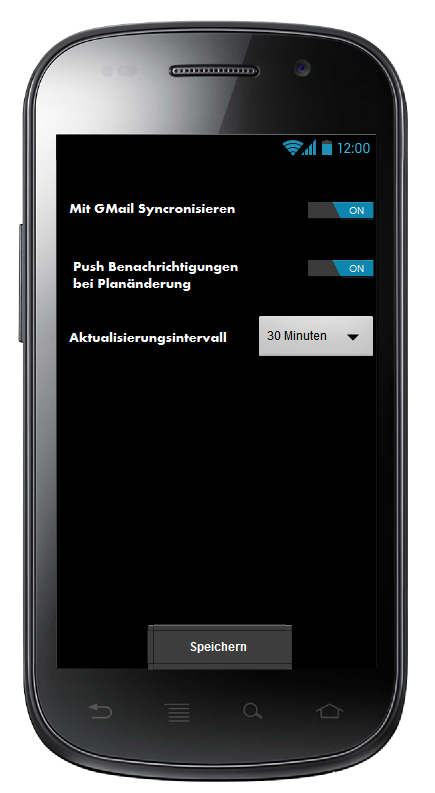 12:00
Mit GMail Syncronisieren
ON
Push Benachrichtigungen
bei Planänderung
ON
Aktualisierungsintervall
30 Minuten
Speichern